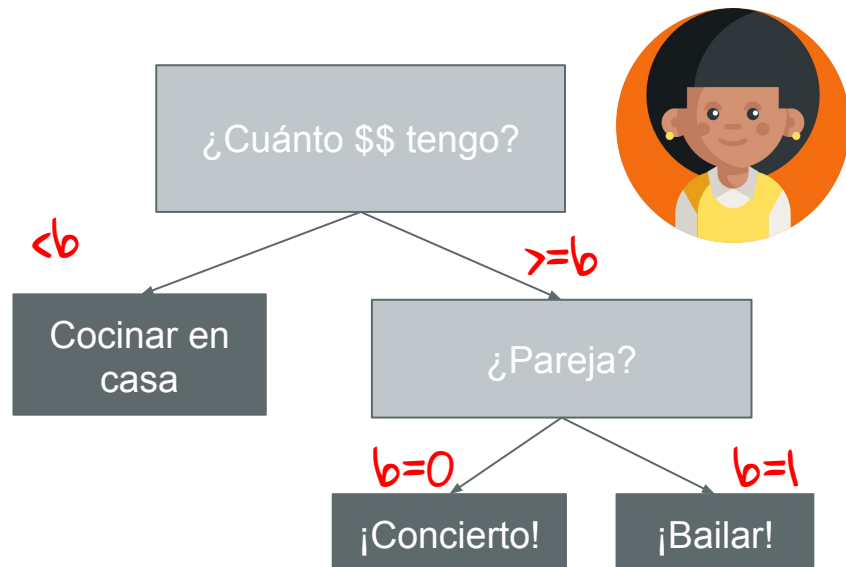 ¿Cuánto $$ tengo?
<b
>=b
Cocinar en
casa
¿Pareja?
b=0
b=1
¡Concierto!
¡Bailar!